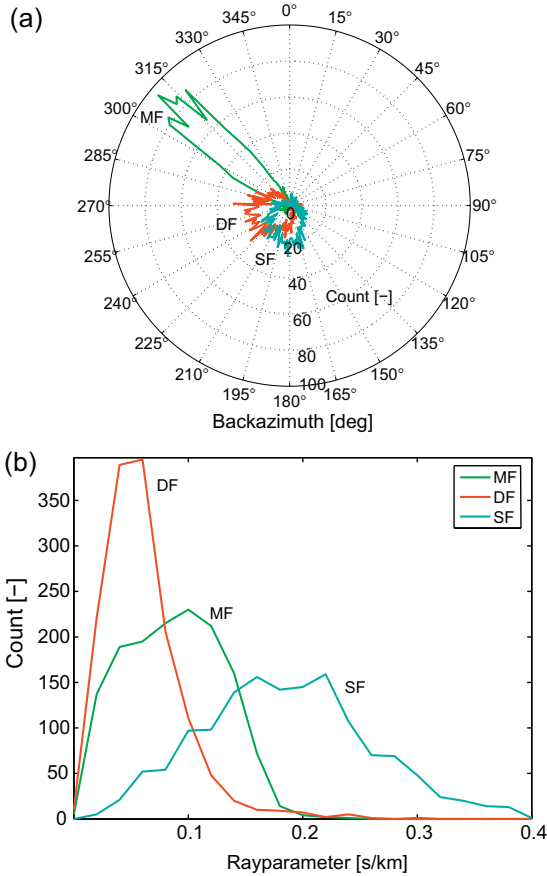 (a)
0°
15°
30°
45°
60°
75°
90°
105°
120°
135°
150°
165°
180°
195°
210°
225°
240°
255°
270°
285°
300°
315°
330°
345°
MF
DF
SF
0
20
40
60
80
100
Count [−]
Backazimuth [deg]
(b)
Count [−]
350
300
250
200
150
100
50
0
DF
MF
SF
MF
DF
SF
0.1 0.2 0.3 0.4
Rayparameter [s/km]